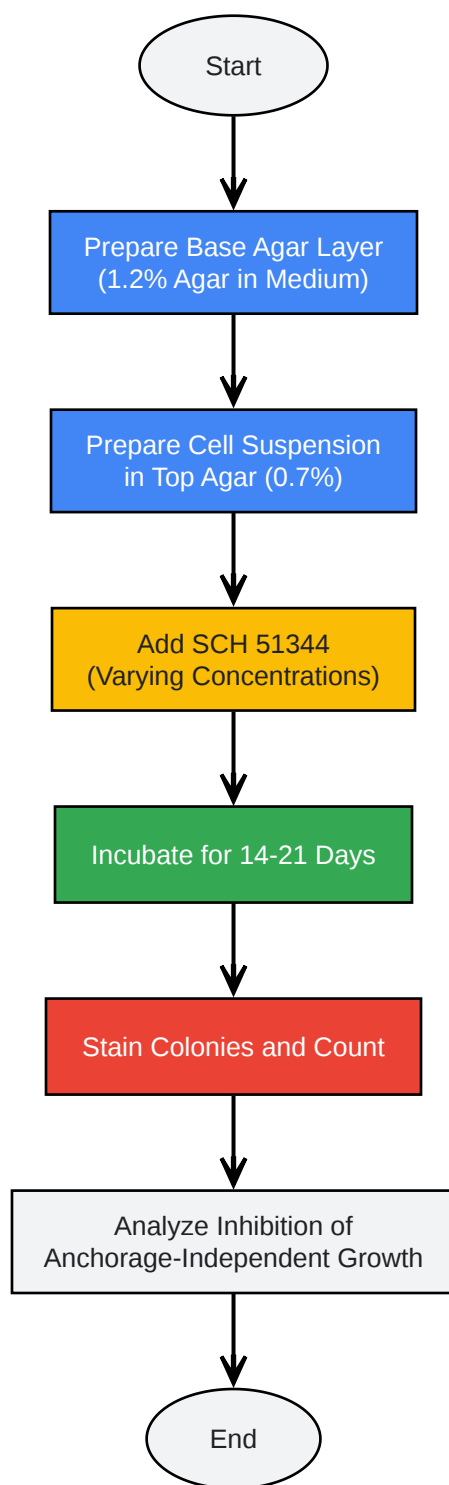 Start
Prepare Base Agar Layer
(1.2% Agar in Medium)
Prepare Cell Suspension
in Top Agar (0.7%)
Add SCH 51344
(Varying Concentrations)
Incubate for 14-21 Days
Stain Colonies and Count
Analyze Inhibition of
Anchorage-Independent Growth
End